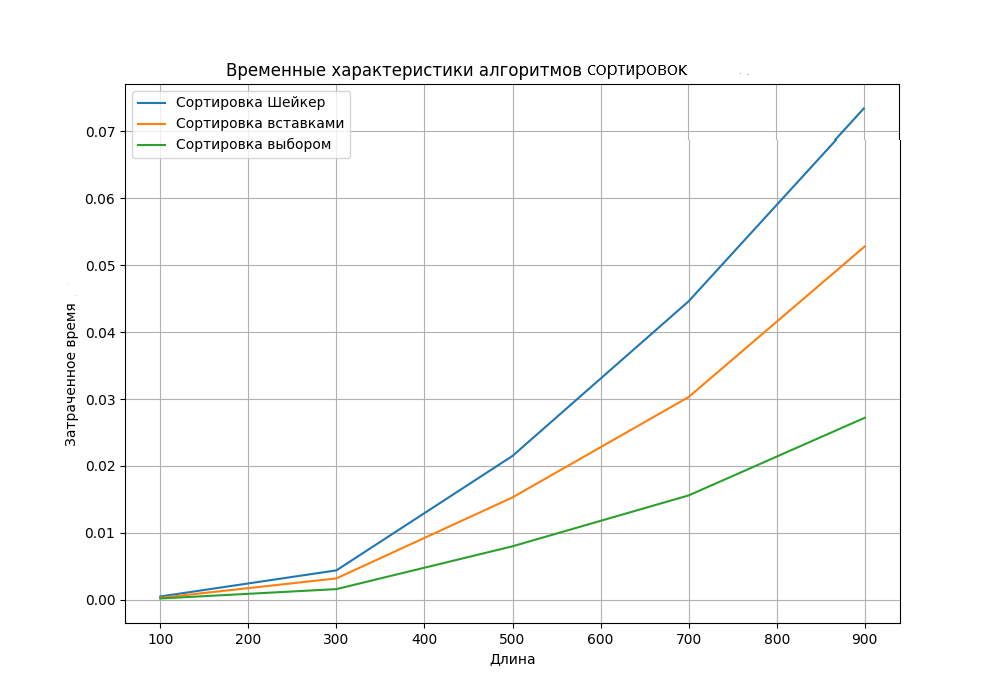 Временные характеристики алгоритмов сортировок
Сортировка Шейкер
Сортировка вставками
Сортировка выбором
Затраченное время
0.07
0.06
0.05
0.04
0.03
0.02
0.01
0.00
100 200 300 400 500 600 700 800 900
Длина